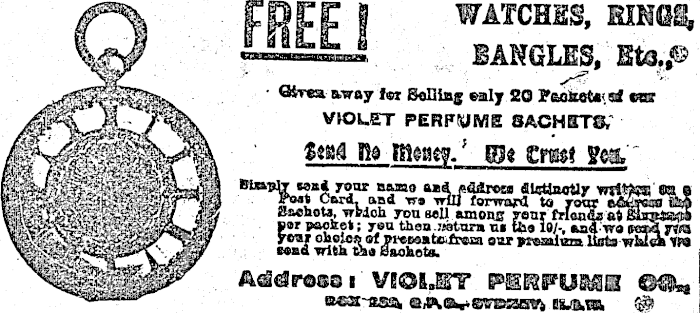 FREE!
WATCHES, RINGS,
BANGLES, Etc.,
Given away for Selling only 20 Packets of our
VIOLET PERFUME SACHETS.
Send No Money. We Trust You.
Simply send your name and address distinctly written on a
Post Card, and we will forward to your address the
Sachets, which you sell among your friends at Sixpence
per packet; you then return us the 10/-, and we send you
your choice of presents from our premium lists which we
send with the Sachets.
Address: VIOLET PERFUME CO.,
G.P.O., SYDNEY, N.S.W.